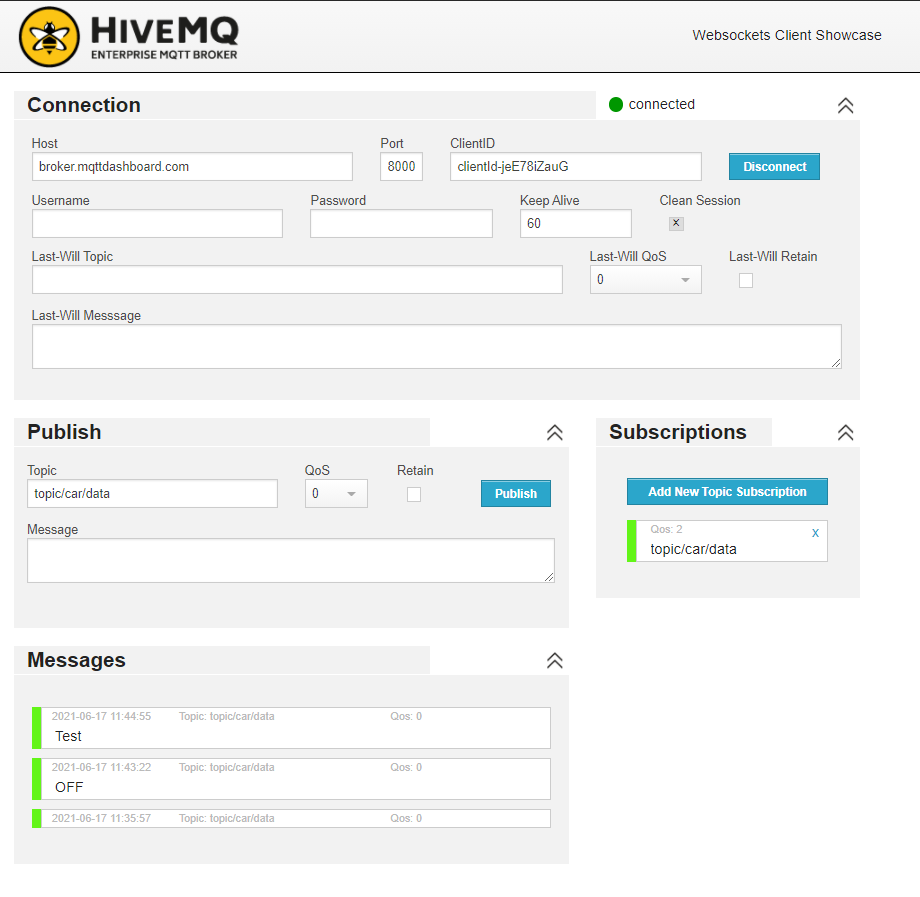 HIVEMQ
ENTERPRISE MQTT BROKER
Websockets Client Showcase
Connection
connected
Host
Port
ClientID
broker.mqttdashboard.com
8000
clientId-jeE78iZauG
Disconnect
Username
Password
Keep Alive
Clean Session
60
x
Last-Will Topic
Last-Will QoS
Last-Will Retain
0
Last-Will Messsage
Publish
Topic
QoS
Retain
topic/car/data
0
Publish
Message
Subscriptions
Add New Topic Subscription
Qos: 2
x
topic/car/data
Messages
2021-06-17 11:44:55 Topic: topic/car/data Qos: 0
Test
2021-06-17 11:43:22 Topic: topic/car/data Qos: 0
OFF
2021-06-17 11:35:57 Topic: topic/car/data Qos: 0